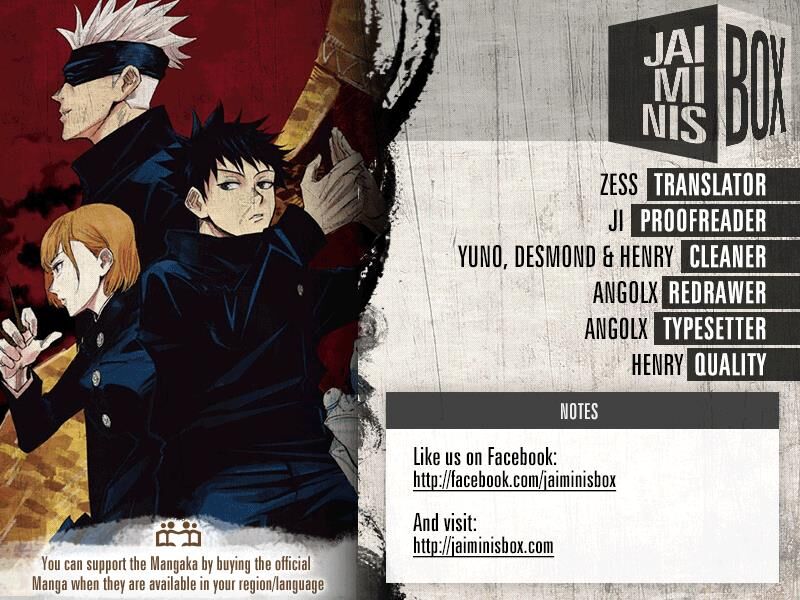 JAI
MI
NIS
BOX
ZESS TRANSLATOR
JI PROOFREADER
YUNO, DESMOND & HENRY CLEANER
ANGOLX REDRAWER
ANGOLX TYPESETTER
HENRY QUALITY
NOTES
Like us on Facebook:
http://facebook.com/jaiminisbox
And visit:
http://jaiminisbox.com
You can support the Mangaka by buying the official
Manga when they are available in your region/language